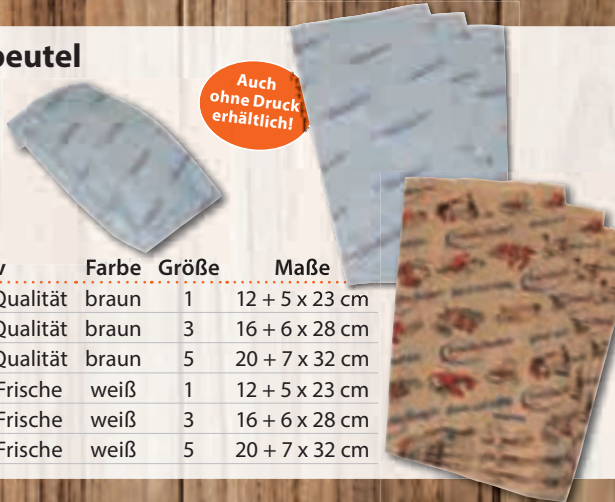 beutel
Auch
ohne Druck
erhältlich!
v Farbe Größe Maße
Qualität braun 1 12 + 5 x 23 cm
Qualität braun 3 16 + 6 x 28 cm
Qualität braun 5 20 + 7 x 32 cm
Frische weiß 1 12 + 5 x 23 cm
Frische weiß 3 16 + 6 x 28 cm
Frische weiß 5 20 + 7 x 32 cm